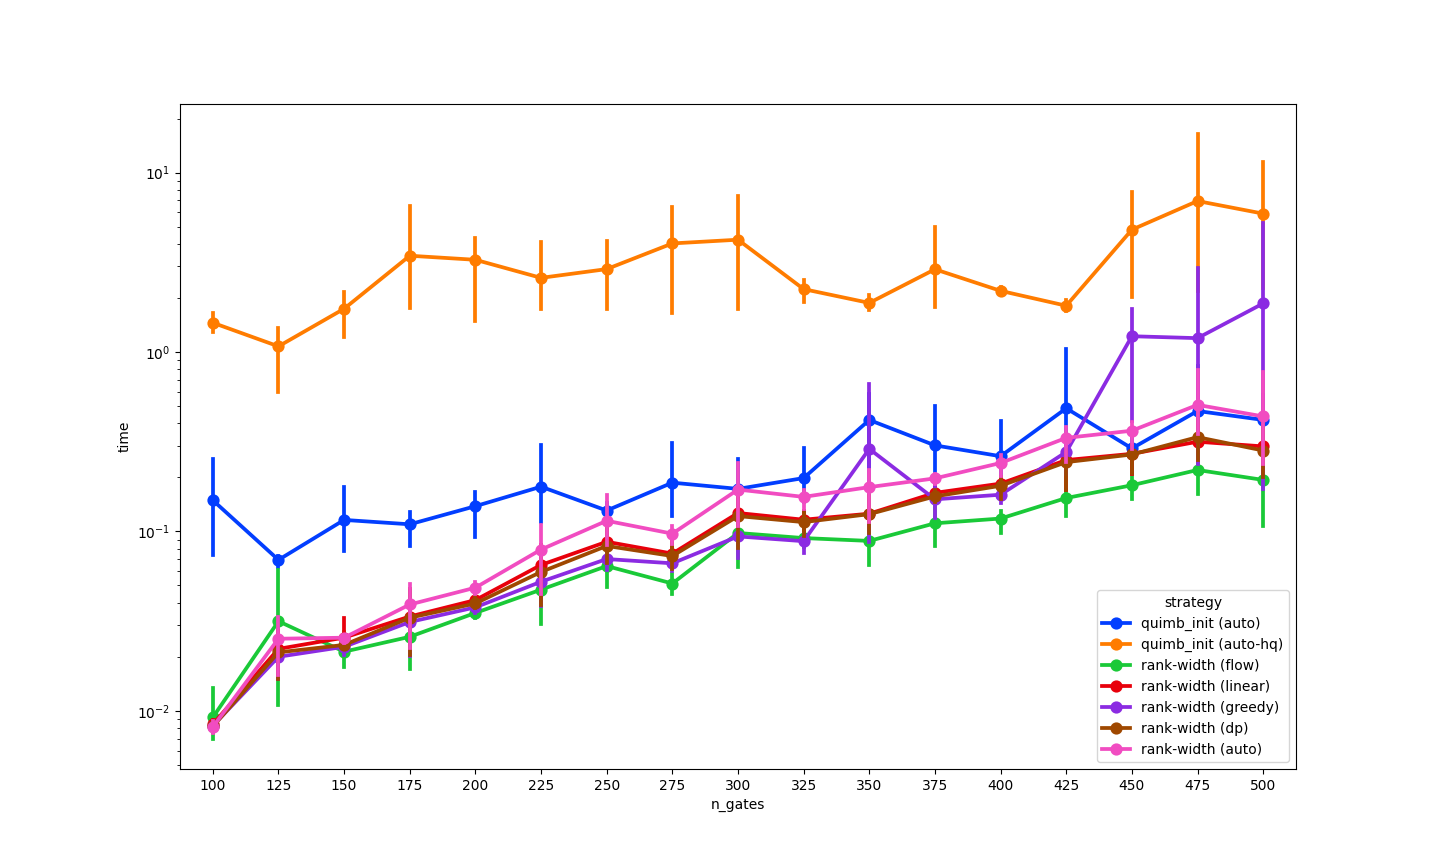 10¹
10⁰
10⁻¹
10⁻²
time
100 125 150 175 200 225 250 275 300 325 350 375 400 425 450 475 500
n_gates
strategy
quimb_init (auto)
quimb_init (auto-hq)
rank-width (flow)
rank-width (linear)
rank-width (greedy)
rank-width (dp)
rank-width (auto)